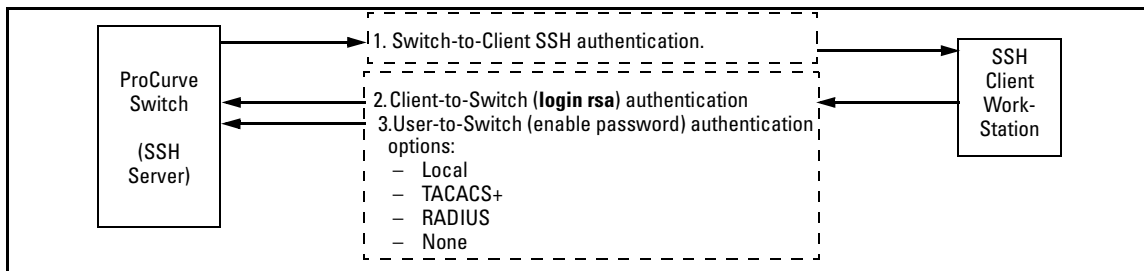 ProCurve
Switch
(SSH
Server)
1. Switch-to-Client SSH authentication.
2. Client-to-Switch (login rsa) authentication
3. User-to-Switch (enable password) authentication
options:
– Local
– TACACS+
– RADIUS
– None
SSH
Client
Work-
Station